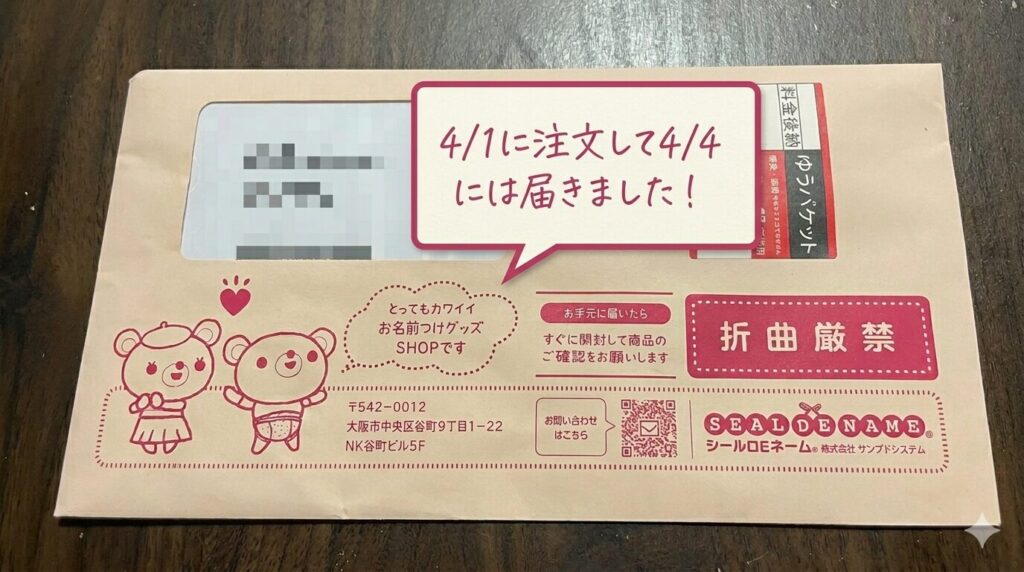 4/1に注文して4/4
には届きました!
料金後納
ゆうパケット
とってもカワイイ
お名前つけグッズ
SHOPです
お手元に届いたら
すぐに開封して商品の
ご確認をお願いします
折曲厳禁
〒542-0012
大阪市中央区谷町9丁目1-22
NK谷町ビル5F
お問い合わせ
はこちら
SEAL DE NAME®
シールDEネーム® 株式会社 サンブドシステム